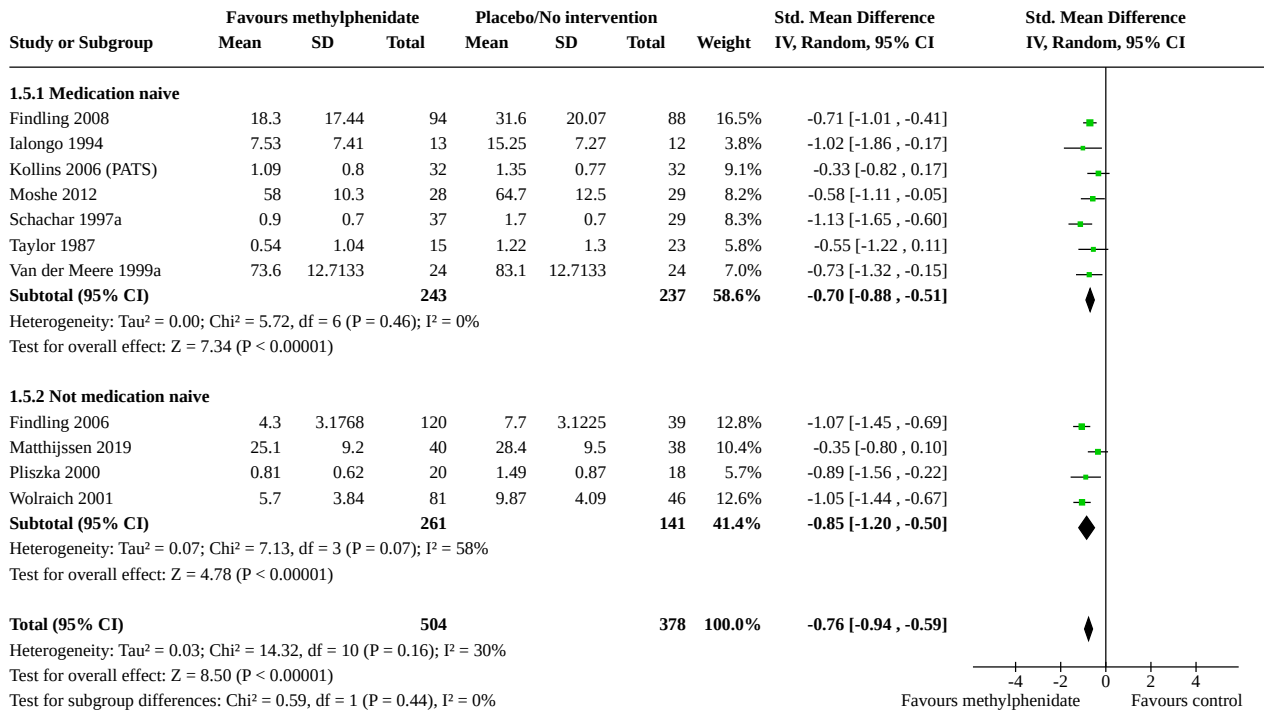 Favours methylphenidate Placebo/No intervention Std. Mean Difference Std. Mean Difference
Study or Subgroup Mean SD Total Mean SD Total Weight IV, Random, 95% CI IV, Random, 95% CI
1.5.1 Medication naive
Findling 2008 18.3 17.44 94 31.6 20.07 88 16.5% -0.71 [-1.01 , -0.41]
Ialongo 1994 7.53 7.41 13 15.25 7.27 12 3.8% -1.02 [-1.86 , -0.17]
Kollins 2006 (PATS) 1.09 0.8 32 1.35 0.77 32 9.1% -0.33 [-0.82 , 0.17]
Moshe 2012 58 10.3 28 64.7 12.5 29 8.2% -0.58 [-1.11 , -0.05]
Schachar 1997a 0.9 0.7 37 1.7 0.7 29 8.3% -1.13 [-1.65 , -0.60]
Taylor 1987 0.54 1.04 15 1.22 1.3 23 5.8% -0.55 [-1.22 , 0.11]
Van der Meere 1999a 73.6 12.7133 24 83.1 12.7133 24 7.0% -0.73 [-1.32 , -0.15]
Subtotal (95% CI) 243 237 58.6% -0.70 [-0.88 , -0.51]
Heterogeneity: Tau² = 0.00; Chi² = 5.72, df = 6 (P = 0.46); I² = 0%
Test for overall effect: Z = 7.34 (P < 0.00001)
1.5.2 Not medication naive
Findling 2006 4.3 3.1768 120 7.7 3.1225 39 12.8% -1.07 [-1.45 , -0.69]
Matthijssen 2019 25.1 9.2 40 28.4 9.5 38 10.4% -0.35 [-0.80 , 0.10]
Pliszka 2000 0.81 0.62 20 1.49 0.87 18 5.7% -0.89 [-1.56 , -0.22]
Wolraich 2001 5.7 3.84 81 9.87 4.09 46 12.6% -1.05 [-1.44 , -0.67]
Subtotal (95% CI) 261 141 41.4% -0.85 [-1.20 , -0.50]
Heterogeneity: Tau² = 0.07; Chi² = 7.13, df = 3 (P = 0.07); I² = 58%
Test for overall effect: Z = 4.78 (P < 0.00001)
Total (95% CI) 504 378 100.0% -0.76 [-0.94 , -0.59]
Heterogeneity: Tau² = 0.03; Chi² = 14.32, df = 10 (P = 0.16); I² = 30%
Test for overall effect: Z = 8.50 (P < 0.00001)
-4 -2 0 2 4
Test for subgroup differences: Chi² = 0.59, df = 1 (P = 0.44), I² = 0% Favours methylphenidate Favours control